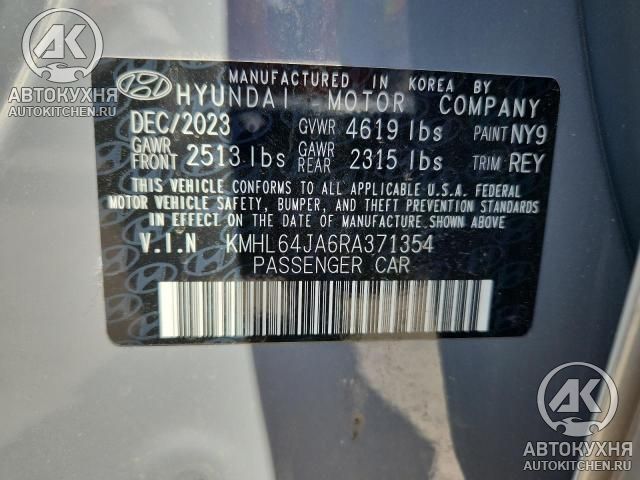 АК
АВТОКУХНЯ
AUTOKITCHEN.RU
MANUFACTURED IN KOREA BY
HYUNDAI MOTOR COMPANY
DEC/2023 GVWR 4619 lbs PAINT NY9
GAWR FRONT 2513 lbs GAWR REAR 2315 lbs TRIM REY
THIS VEHICLE CONFORMS TO ALL APPLICABLE U.S.A. FEDERAL
MOTOR VEHICLE SAFETY, BUMPER, AND THEFT PREVENTION STANDARDS
IN EFFECT ON THE DATE OF MANUFACTURE SHOWN ABOVE.
V.I.N KMHL64JA6RA371354
PASSENGER CAR
АК
АВТОКУХНЯ
AUTOKITCHEN.RU